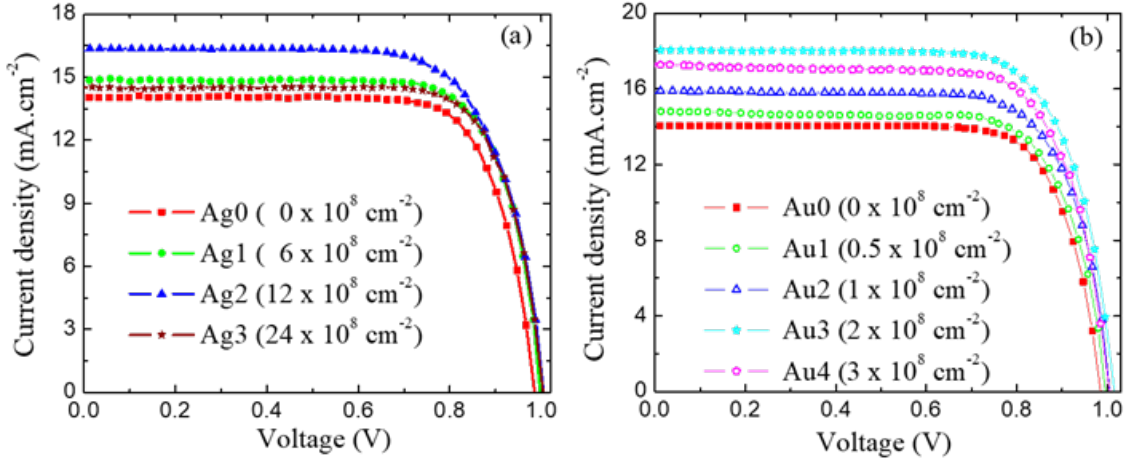 (a)
Current density (mA.cm⁻²)
18
15
12
9
6
3
0
Ag0 ( 0 x 10⁸ cm⁻²)
Ag1 ( 6 x 10⁸ cm⁻²)
Ag2 (12 x 10⁸ cm⁻²)
Ag3 (24 x 10⁸ cm⁻²)
0.0 0.2 0.4 0.6 0.8 1.0
Voltage (V)
(b)
Current density (mA.cm⁻²)
20
16
12
8
4
0
Au0 (0 x 10⁸ cm⁻²)
Au1 (0.5 x 10⁸ cm⁻²)
Au2 (1 x 10⁸ cm⁻²)
Au3 (2 x 10⁸ cm⁻²)
Au4 (3 x 10⁸ cm⁻²)
0.0 0.2 0.4 0.6 0.8 1.0
Voltage (V)